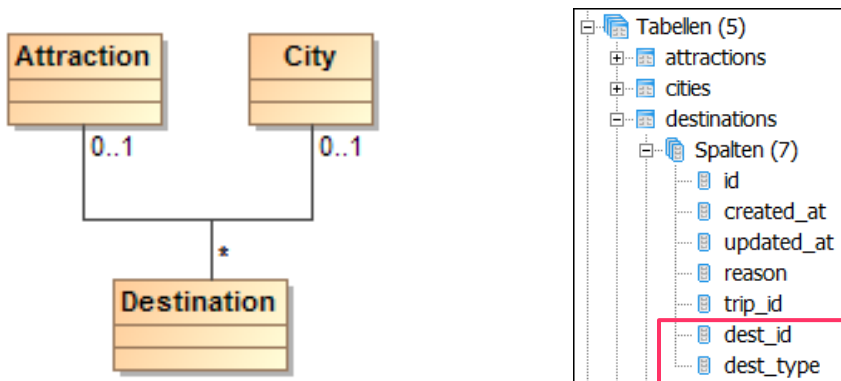 Attraction
City
0..1
0..1
*
Destination
Tabellen (5)
attractions
cities
destinations
Spalten (7)
id
created_at
updated_at
reason
trip_id
dest_id
dest_type